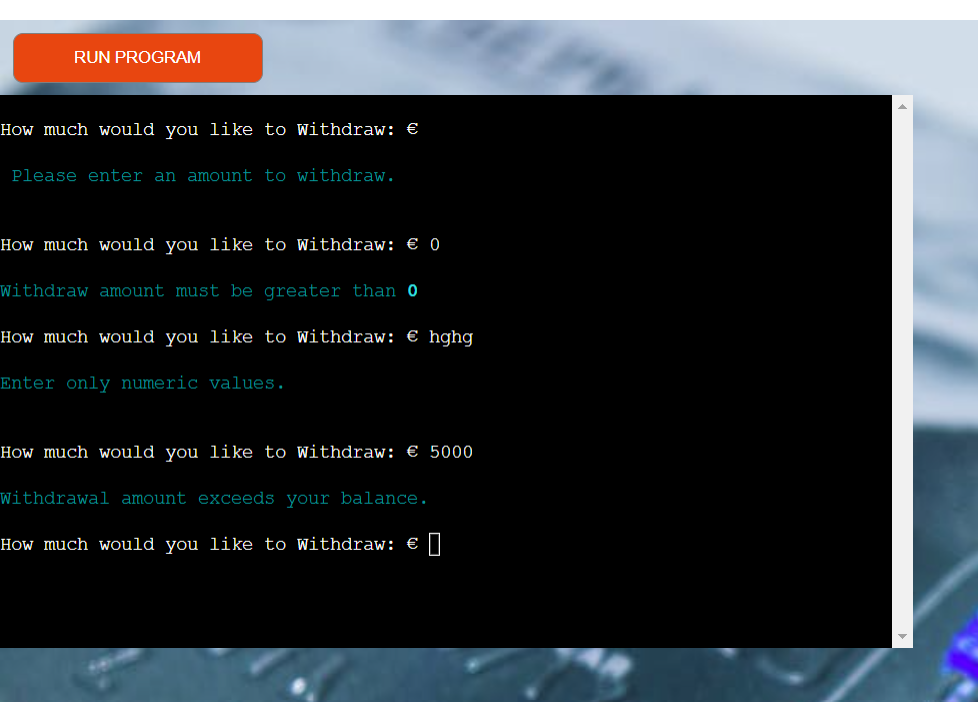 RUN PROGRAM
How much would you like to Withdraw: €
Please enter an amount to withdraw.
How much would you like to Withdraw: € 0
Withdraw amount must be greater than 0
How much would you like to Withdraw: € hghg
Enter only numeric values.
How much would you like to Withdraw: € 5000
Withdrawal amount exceeds your balance.
How much would you like to Withdraw: €